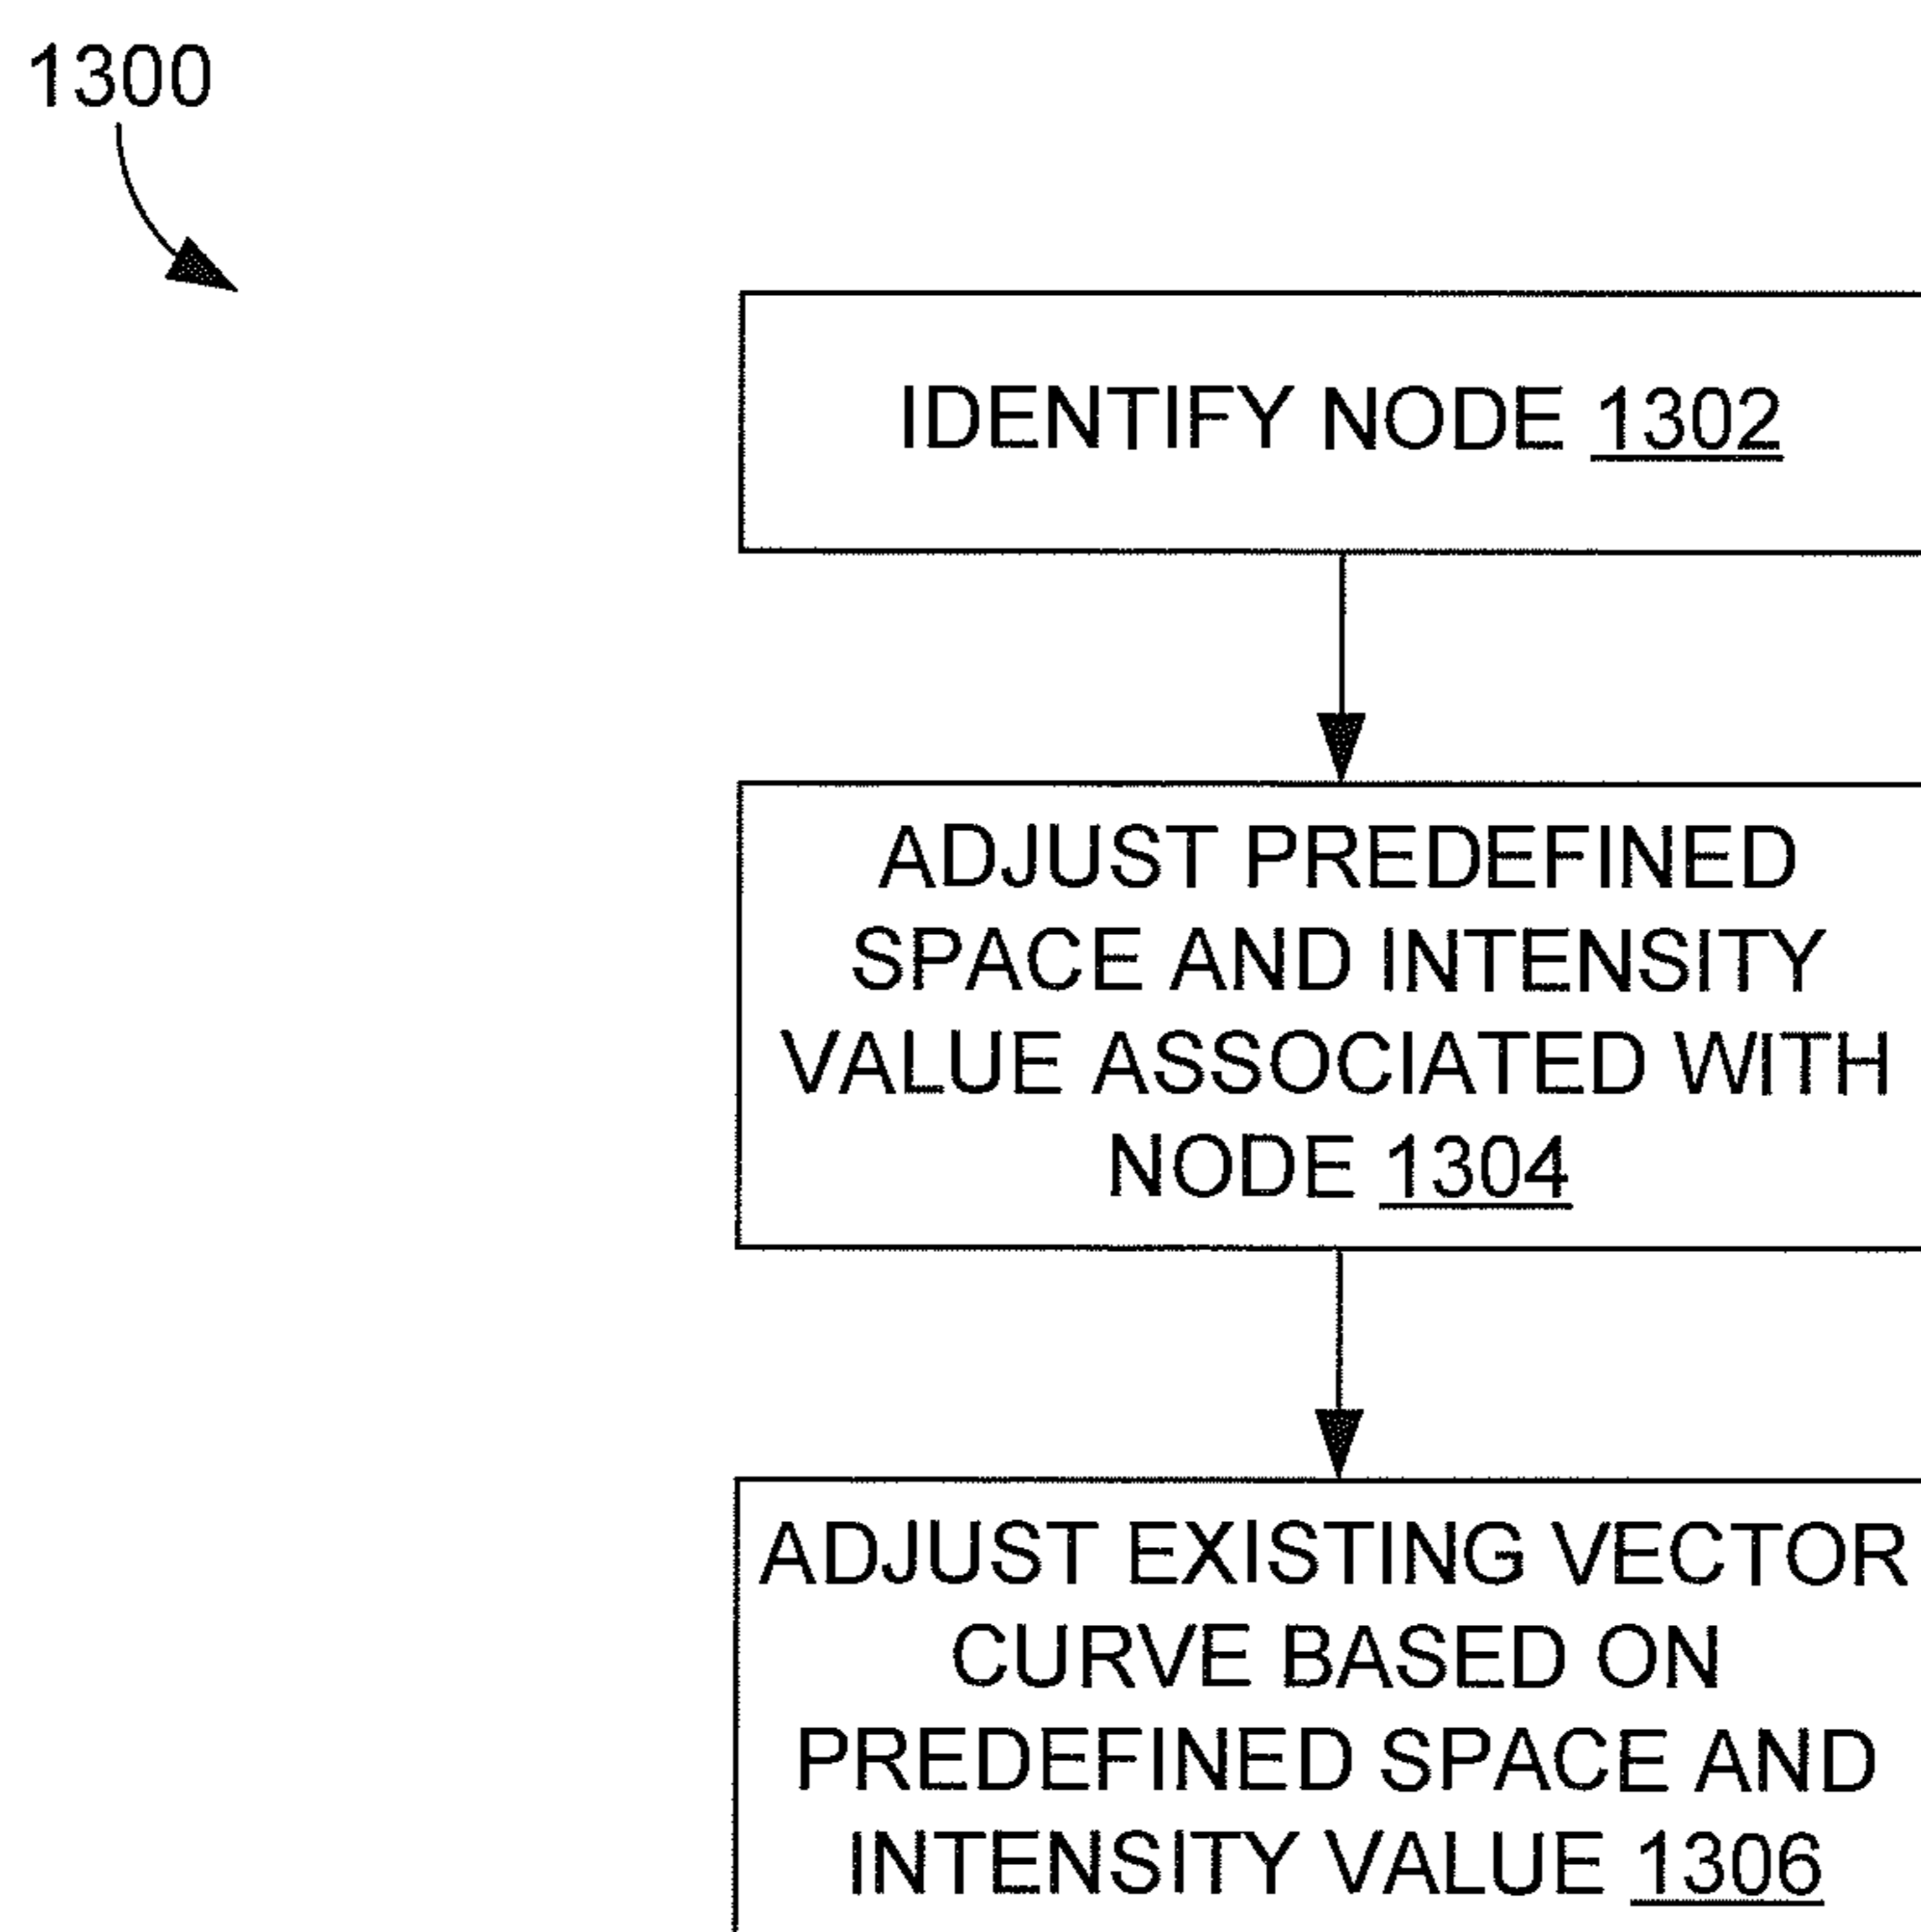 1300
IDENTIFY NODE 1302
ADJUST PREDEFINED
SPACE AND INTENSITY
VALUE ASSOCIATED WITH
NODE 1304
ADJUST EXISTING VECTOR
CURVE BASED ON
PREDEFINED SPACE AND
INTENSITY VALUE 1306